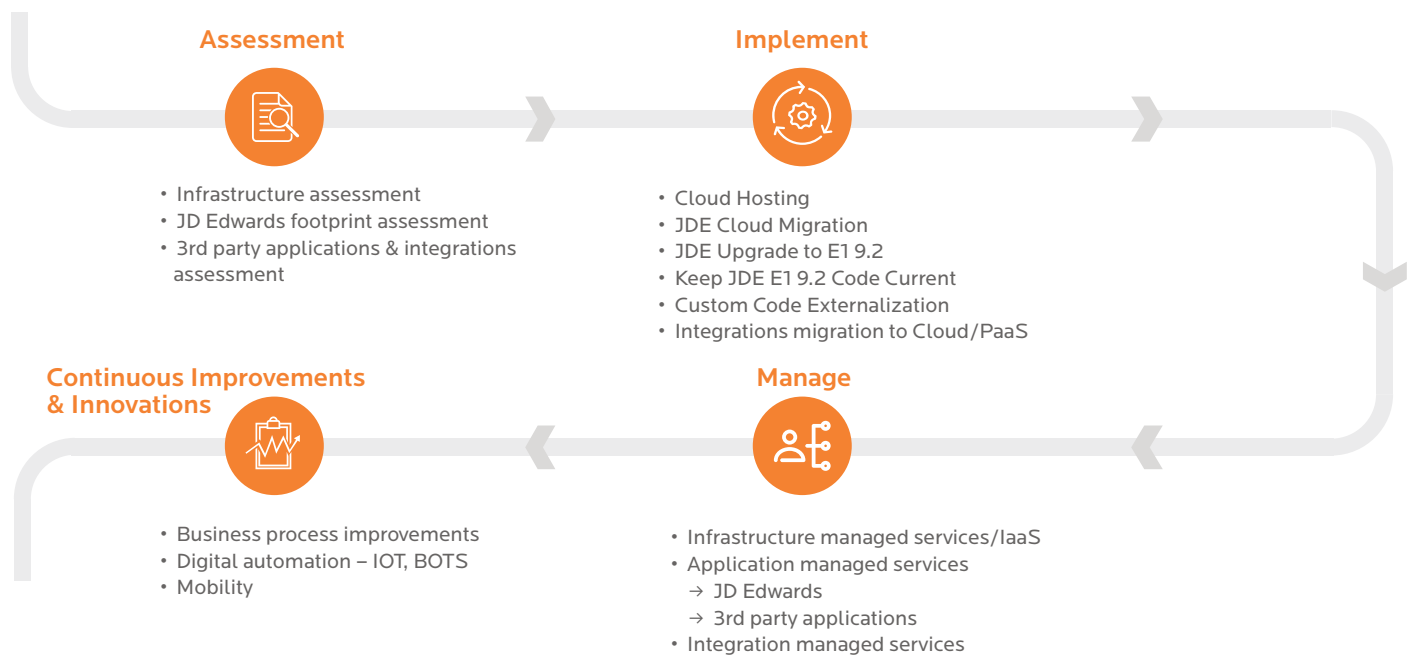 Assessment
• Infrastructure assessment
• JD Edwards footprint assessment
• 3rd party applications & integrations
assessment
Implement
• Cloud Hosting
• JDE Cloud Migration
• JDE Upgrade to E1 9.2
• Keep JDE E1 9.2 Code Current
• Custom Code Externalization
• Integrations migration to Cloud/PaaS
Manage
• Infrastructure managed services/IaaS
• Application managed services
→ JD Edwards
→ 3rd party applications
• Integration managed services
Continuous Improvements
& Innovations
• Business process improvements
• Digital automation – IOT, BOTS
• Mobility